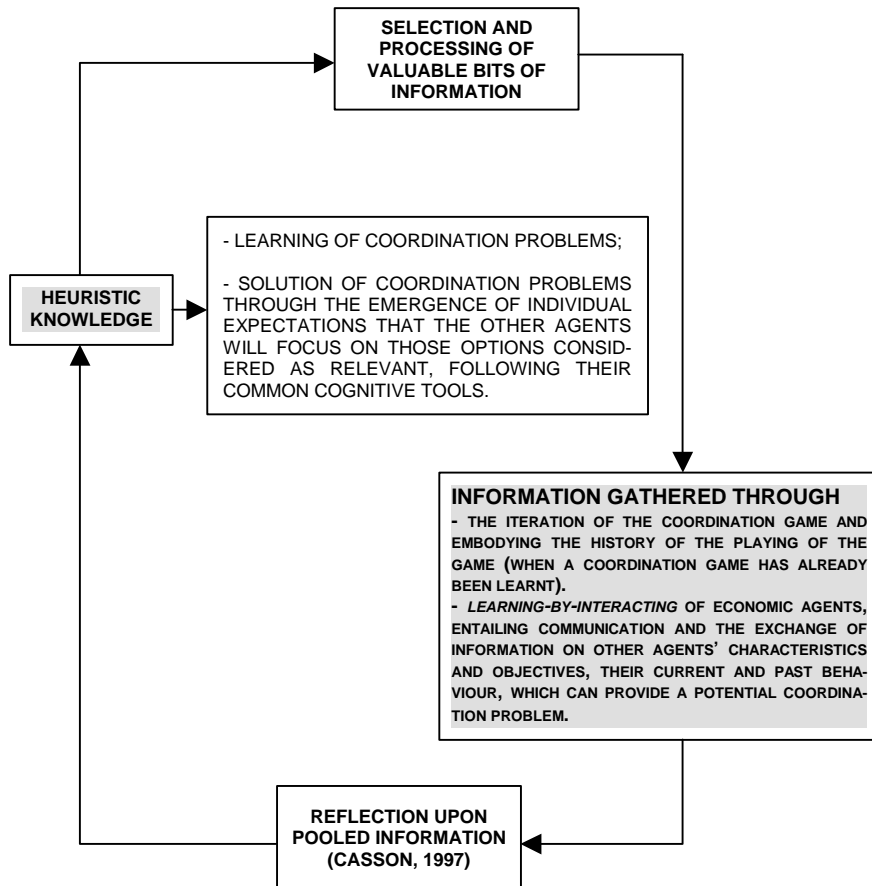 SELECTION AND
PROCESSING OF
VALUABLE BITS OF
INFORMATION
- LEARNING OF COORDINATION PROBLEMS;
- SOLUTION OF COORDINATION PROBLEMS
THROUGH THE EMERGENCE OF INDIVIDUAL
EXPECTATIONS THAT THE OTHER AGENTS
WILL FOCUS ON THOSE OPTIONS CONSID-
ERED AS RELEVANT, FOLLOWING THEIR
COMMON COGNITIVE TOOLS.
HEURISTIC
KNOWLEDGE
INFORMATION GATHERED THROUGH
- THE ITERATION OF THE COORDINATION GAME AND
EMBODYING THE HISTORY OF THE PLAYING OF THE
GAME (WHEN A COORDINATION GAME HAS ALREADY
BEEN LEARNT).
- LEARNING-BY-INTERACTING OF ECONOMIC AGENTS,
ENTAILING COMMUNICATION AND THE EXCHANGE OF
INFORMATION ON OTHER AGENTS' CHARACTERISTICS
AND OBJECTIVES, THEIR CURRENT AND PAST BEHA-
VIOUR, WHICH CAN PROVIDE A POTENTIAL COORDINA-
TION PROBLEM.
REFLECTION UPON
POOLED INFORMATION
(CASSON, 1997)